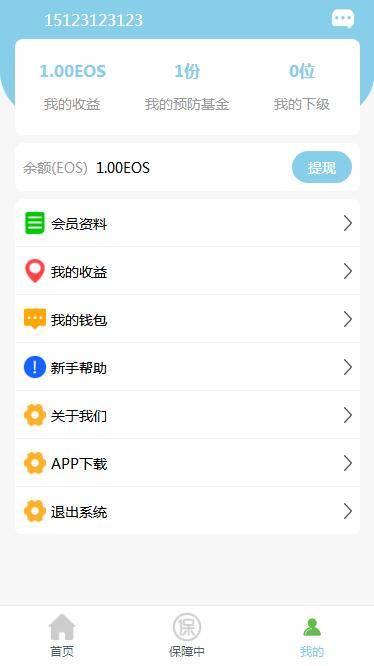 15123123123
1.00EOS 1份 0位
我的收益 我的预防基金 我的下级
余额(EOS) 1.00EOS 提现
会员资料
我的收益
我的钱包
新手帮助
关于我们
APP下载
退出系统
保
首页 保障中 我的